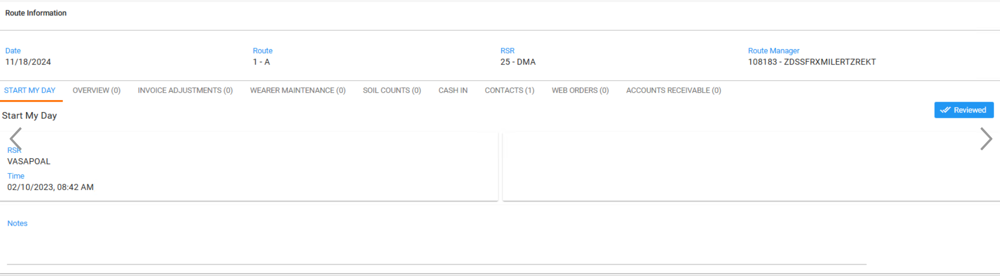 Route Information
Date Route RSR Route Manager
11/18/2024 1 - A 25 - DMA 108183 - ZDSSFRXMILERTZREKT
START MY DAY OVERVIEW (0) INVOICE ADJUSTMENTS (0) WEARER MAINTENANCE (0) SOIL COUNTS (0) CASH IN CONTACTS (1) WEB ORDERS (0) ACCOUNTS RECEIVABLE (0)
Start My Day
Reviewed
RSR
VASAPOAL
Time
02/10/2023, 08:42 AM
Notes